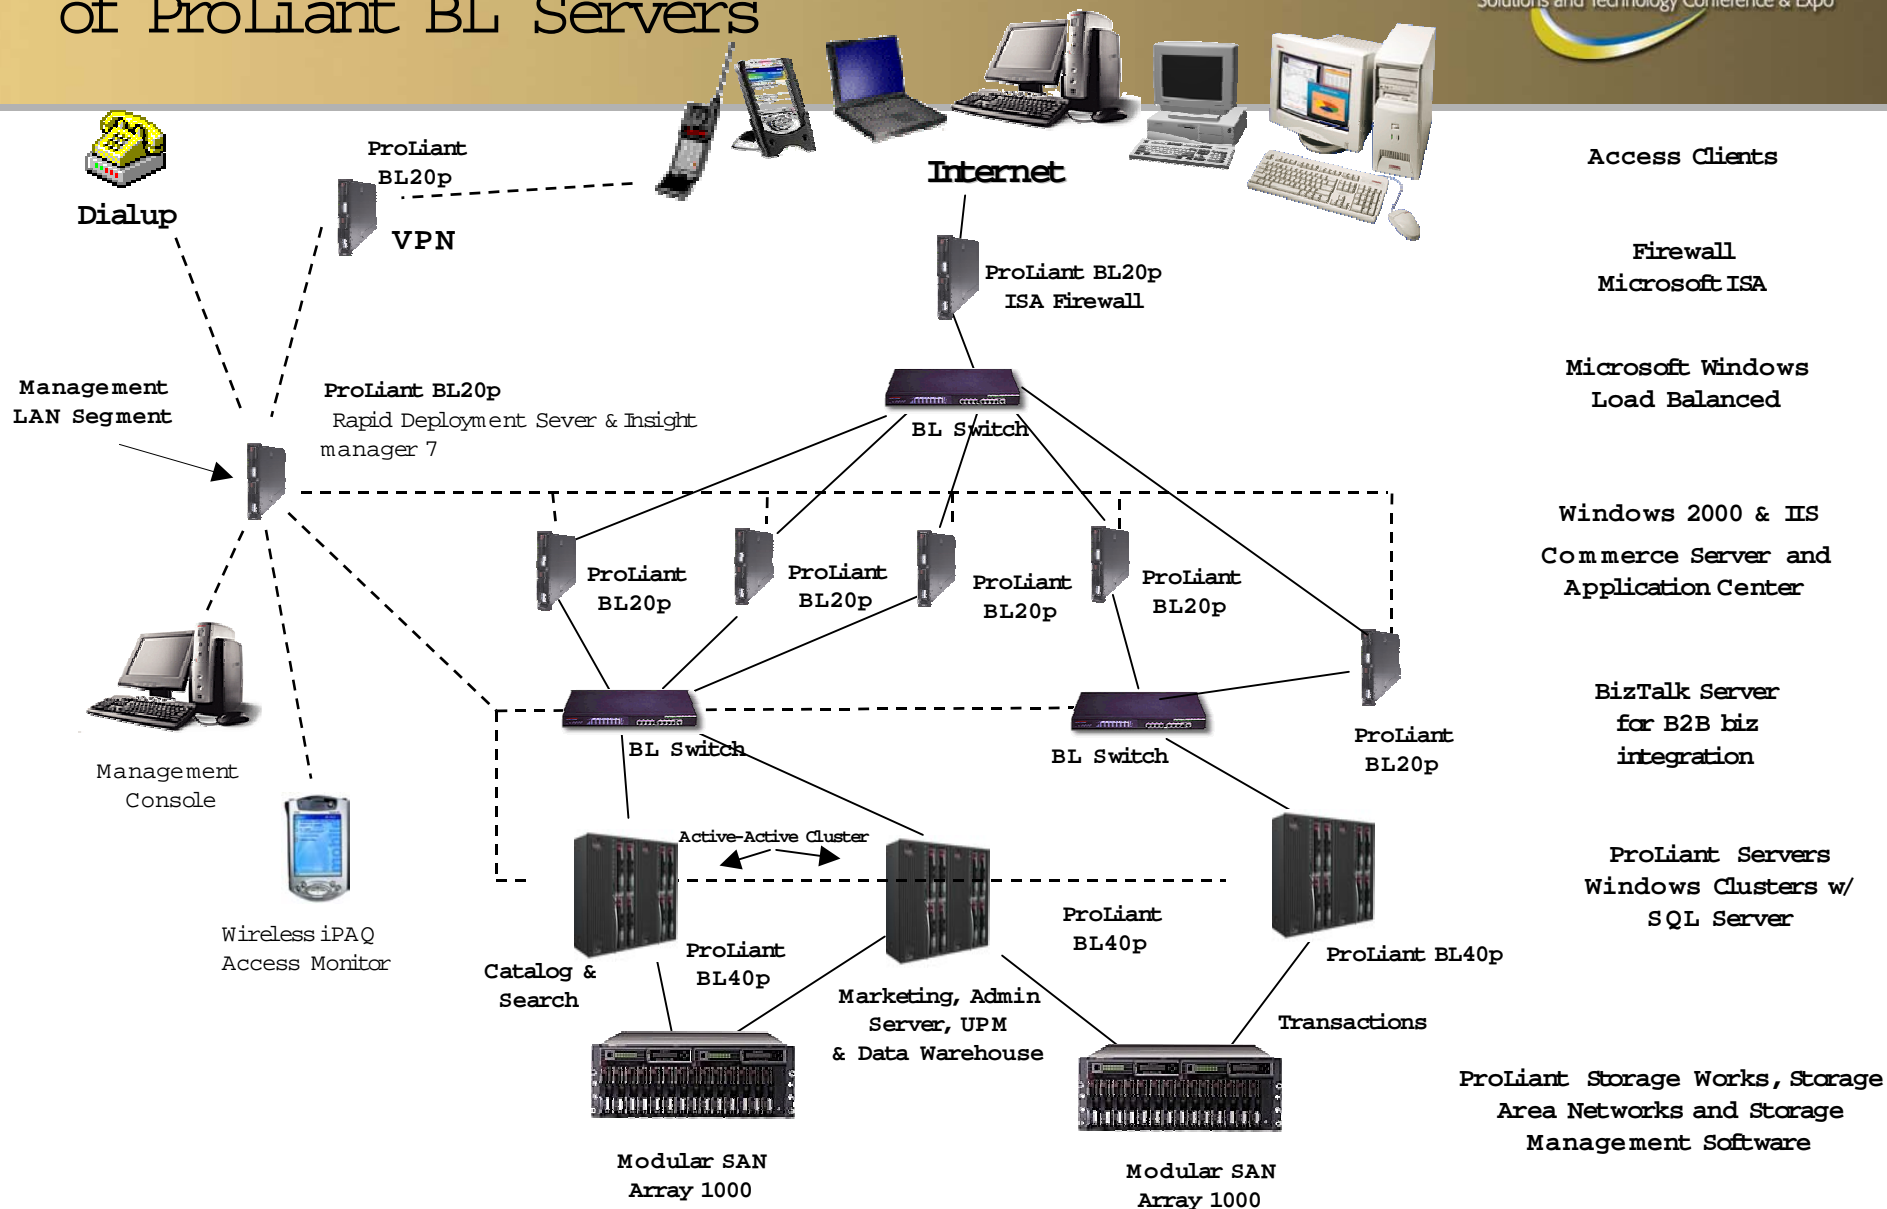 of ProLiant BL Servers
Solutions and Technology Conference & Expo
Dialup
ProLiant
BL20p
VPN
Internet
Access Clients
ProLiant BL20p
ISA Firewall
Firewall
Microsoft ISA
Management
LAN Segment
ProLiant BL20p
Rapid Deployment Sever & Insight
manager 7
BL Switch
Microsoft Windows
Load Balanced
ProLiant
BL20p
ProLiant
BL20p
ProLiant
BL20p
ProLiant
BL20p
Windows 2000 & IIS
Commerce Server and
Application Center
Management
Console
BL Switch
BL Switch
ProLiant
BL20p
BizTalk Server
for B2B biz
integration
Wireless iPAQ
Access Monitor
Active-Active Cluster
Catalog &
Search
ProLiant
BL40p
ProLiant
BL40p
ProLiant BL40p
ProLiant Servers
Windows Clusters w/
SQL Server
Marketing, Admin
Server, UPM
& Data Warehouse
Transactions
Modular SAN
Array 1000
Modular SAN
Array 1000
ProLiant Storage Works, Storage
Area Networks and Storage
Management Software